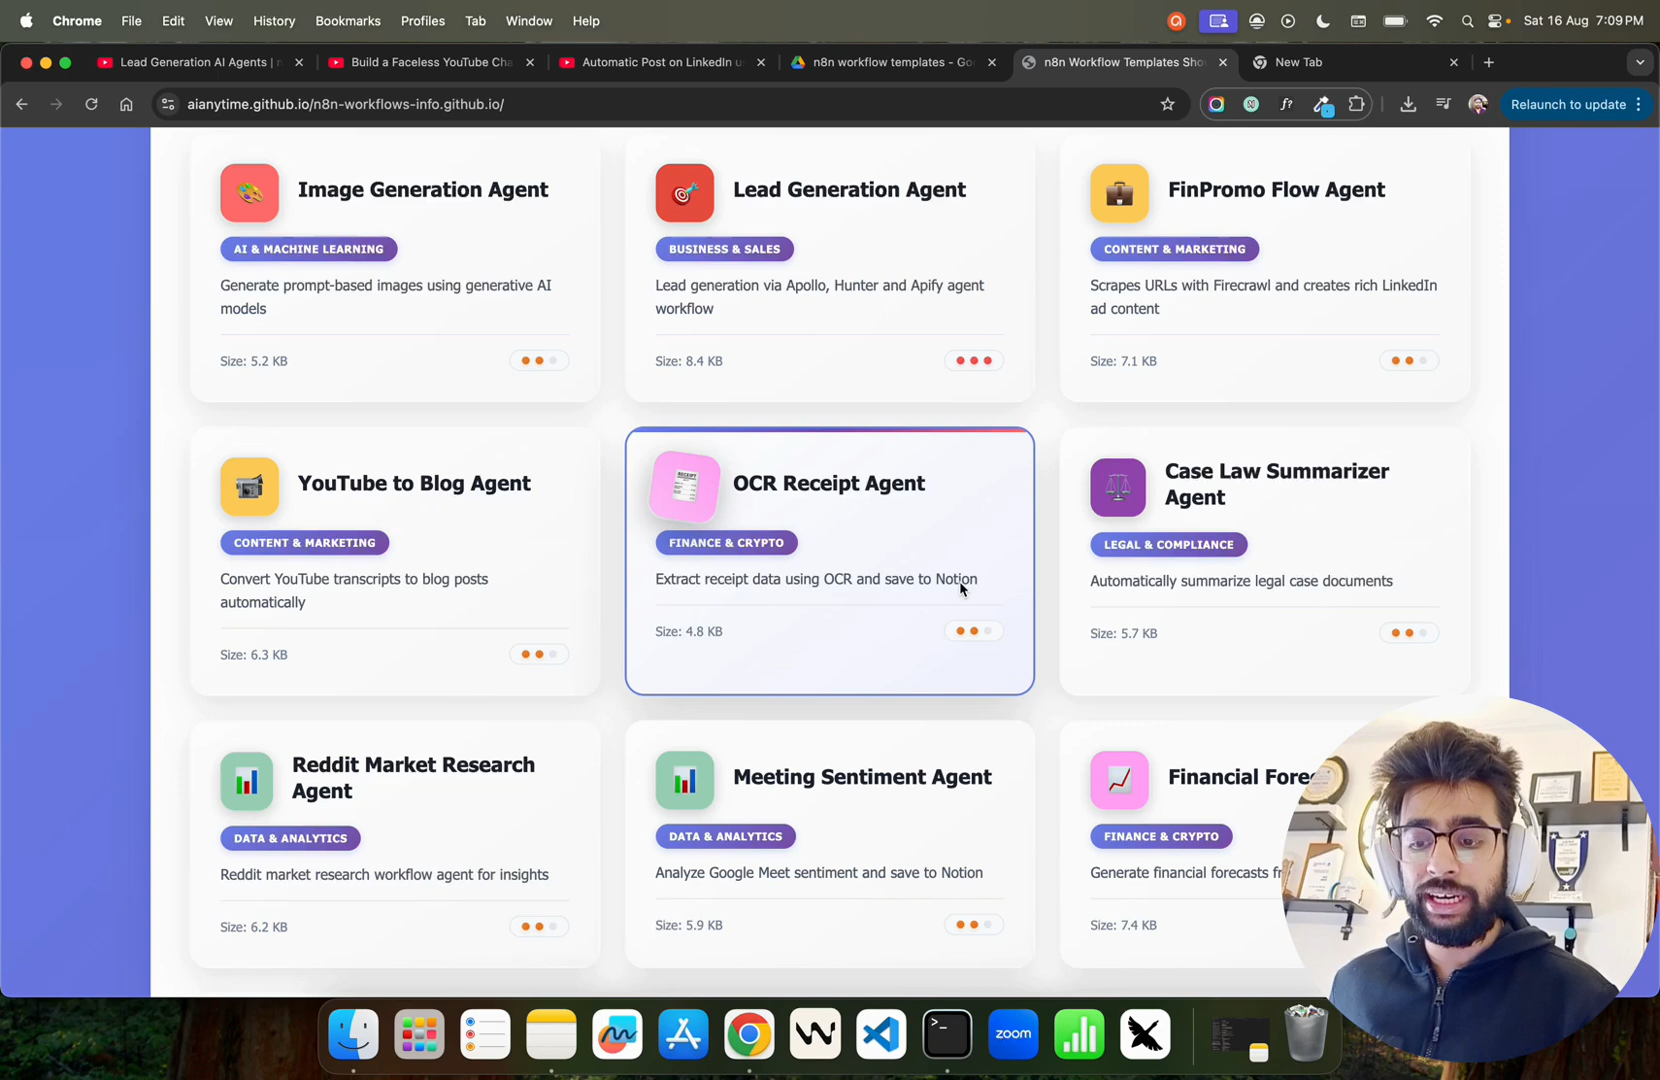 Chrome File Edit View History Bookmarks Profiles Tab Window Help Sat 16 Aug 7:09 PM
Lead Generation AI Agents | Build a Faceless YouTube Cha Automatic Post on LinkedIn u n8n workflow templates - Go n8n Workflow Templates Sho New Tab
aianytime.github.io/n8n-workflows-info.github.io/ f? Relaunch to update
Image Generation Agent
AI & MACHINE LEARNING
Generate prompt-based images using generative AI
models
Size: 5.2 KB
Lead Generation Agent
BUSINESS & SALES
Lead generation via Apollo, Hunter and Apify agent
workflow
Size: 8.4 KB
FinPromo Flow Agent
CONTENT & MARKETING
Scrapes URLs with Firecrawl and creates rich LinkedIn
ad content
Size: 7.1 KB
YouTube to Blog Agent
CONTENT & MARKETING
Convert YouTube transcripts to blog posts
automatically
Size: 6.3 KB
RECEIPT
OCR Receipt Agent
FINANCE & CRYPTO
Extract receipt data using OCR and save to Notion
Size: 4.8 KB
Case Law Summarizer
Agent
LEGAL & COMPLIANCE
Automatically summarize legal case documents
Size: 5.7 KB
Reddit Market Research
Agent
DATA & ANALYTICS
Reddit market research workflow agent for insights
Size: 6.2 KB
Meeting Sentiment Agent
DATA & ANALYTICS
Analyze Google Meet sentiment and save to Notion
Size: 5.9 KB
Financial Fore
FINANCE & CRYPTO
Generate financial forecasts f
Size: 7.4 KB
zoom